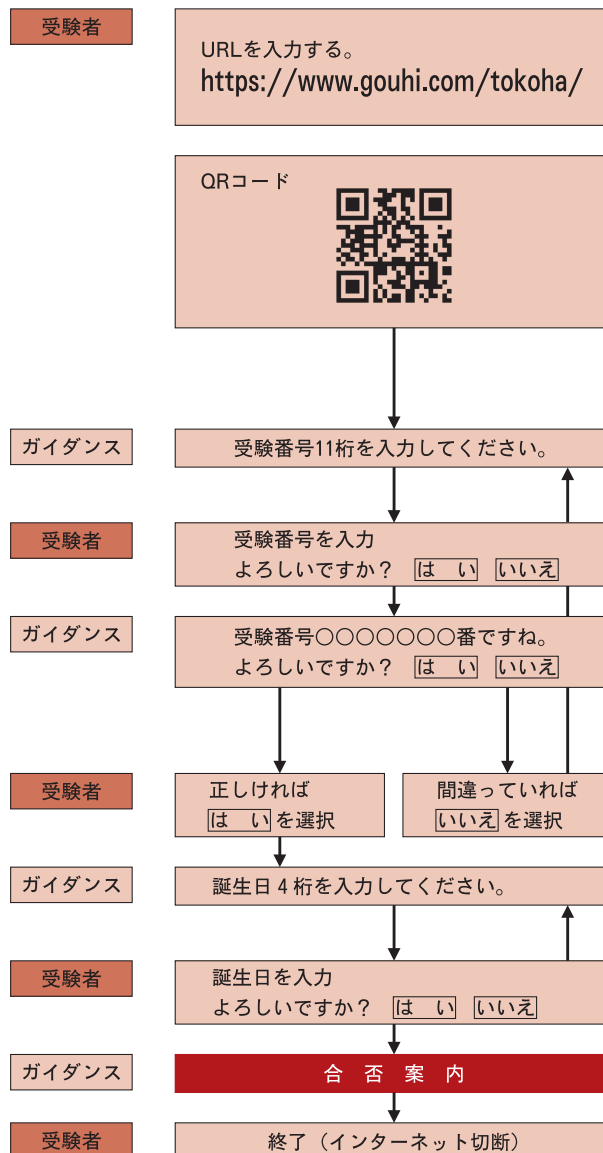 受験者
URLを入力する。
https://www.gouhi.com/tokoha/
QRコード
ガイダンス
受験番号11桁を入力してください。
受験者
受験番号を入力
よろしいですか？ は い いいえ
ガイダンス
受験番号○○○○○○○番ですね。
よろしいですか？ は い いいえ
受験者
正しければ
は い を選択
間違っていれば
いいえ を選択
ガイダンス
誕生日4桁を入力してください。
受験者
誕生日を入力
よろしいですか？ は い いいえ
ガイダンス
合 否 案 内
受験者
終了（インターネット切断）